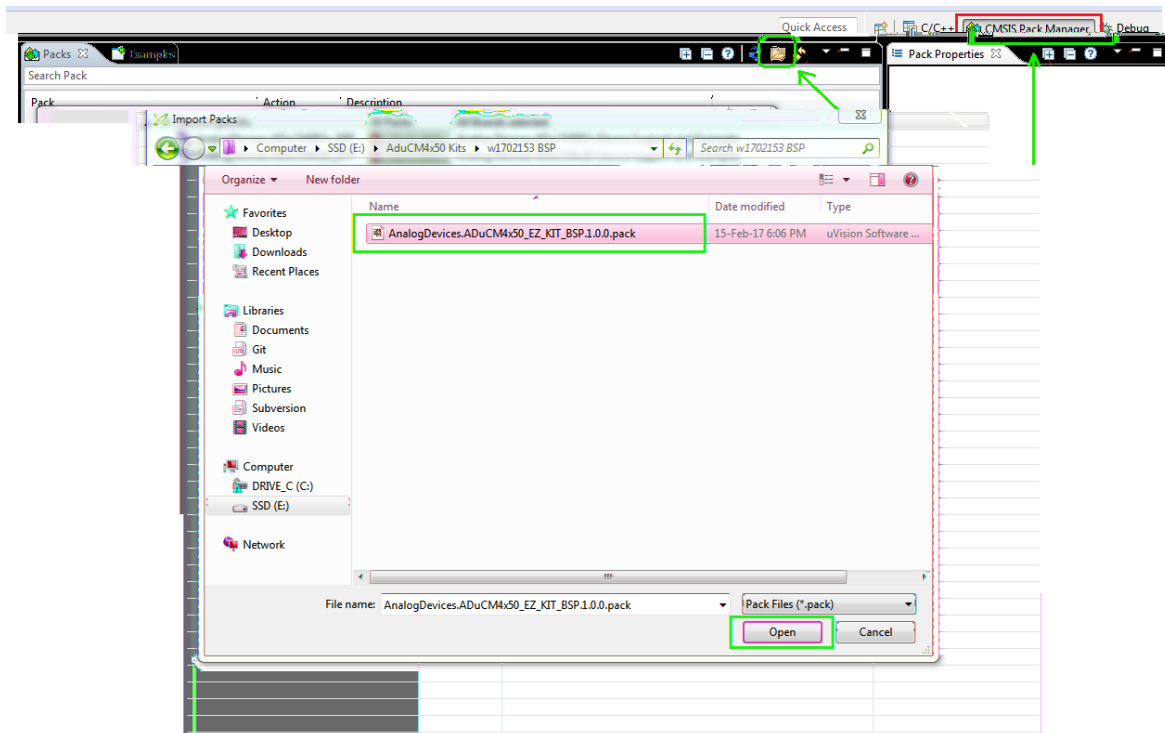 Quick Access
C/C++
CMSIS Pack Manager
Debug
Packs
Examples
Pack Properties
Search Pack
Pack Action Description
Import Packs
Computer SSD (E:) AduCM4x50 Kits w1702153 BSP
Search w1702153 BSP
Organize New folder
Name Date modified Type
AnalogDevices.ADuCM4x50_EZ_KIT_BSP.1.0.0.pack 15-Feb-17 6:06 PM uVision Software ...
Favorites
Desktop
Downloads
Recent Places
Libraries
Documents
Git
Music
Pictures
Subversion
Videos
Computer
DRIVE_C (C:)
SSD (E:)
Network
File name: AnalogDevices.ADuCM4x50_EZ_KIT_BSP.1.0.0.pack
Pack Files (*.pack)
Open
Cancel